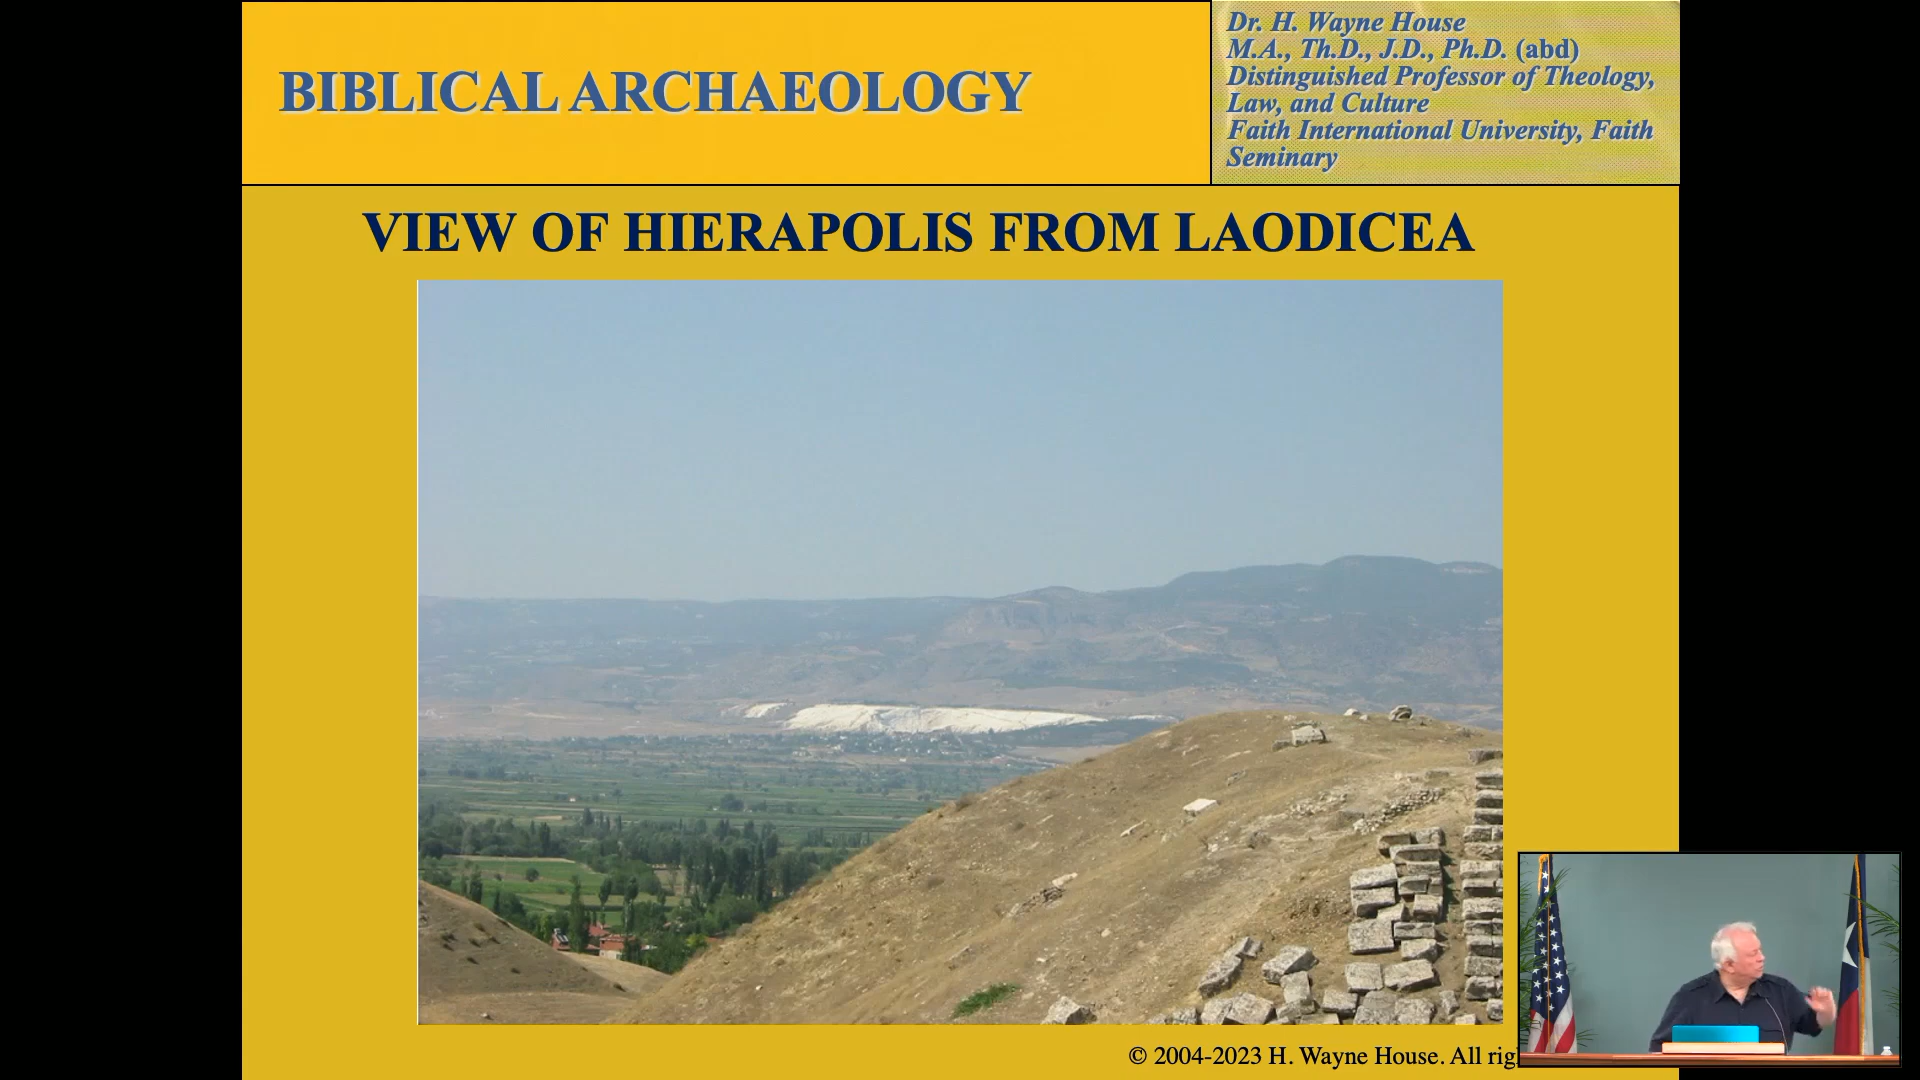 BIBLICAL ARCHAEOLOGY
Dr. H. Wayne House
M.A., Th.D., J.D., Ph.D. (abd)
Distinguished Professor of Theology,
Law, and Culture
Faith International University, Faith
Seminary
VIEW OF HIERAPOLIS FROM LAODICEA
© 2004-2023 H. Wayne House. All